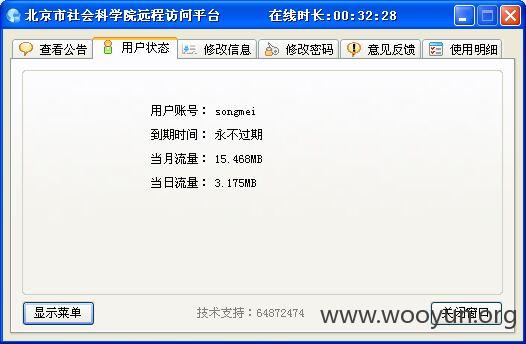 北京市社会科学院远程访问平台 在线时长:00:32:28
查看公告 用户状态 修改信息 修改密码 意见反馈 使用明细
用户账号： songmei
到期时间： 永不过期
当月流量： 15.468MB
当日流量： 3.175MB
显示菜单 技术支持：64872474 关闭窗口
www.wooyun.org